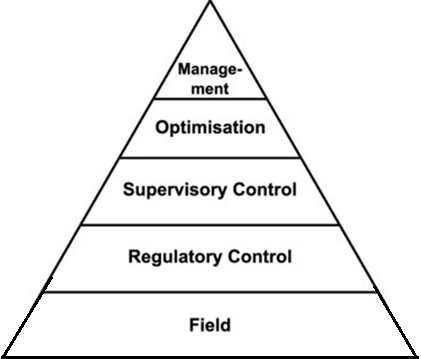 Manage-
ment
Optimisation
Supervisory Control
Regulatory Control
Field